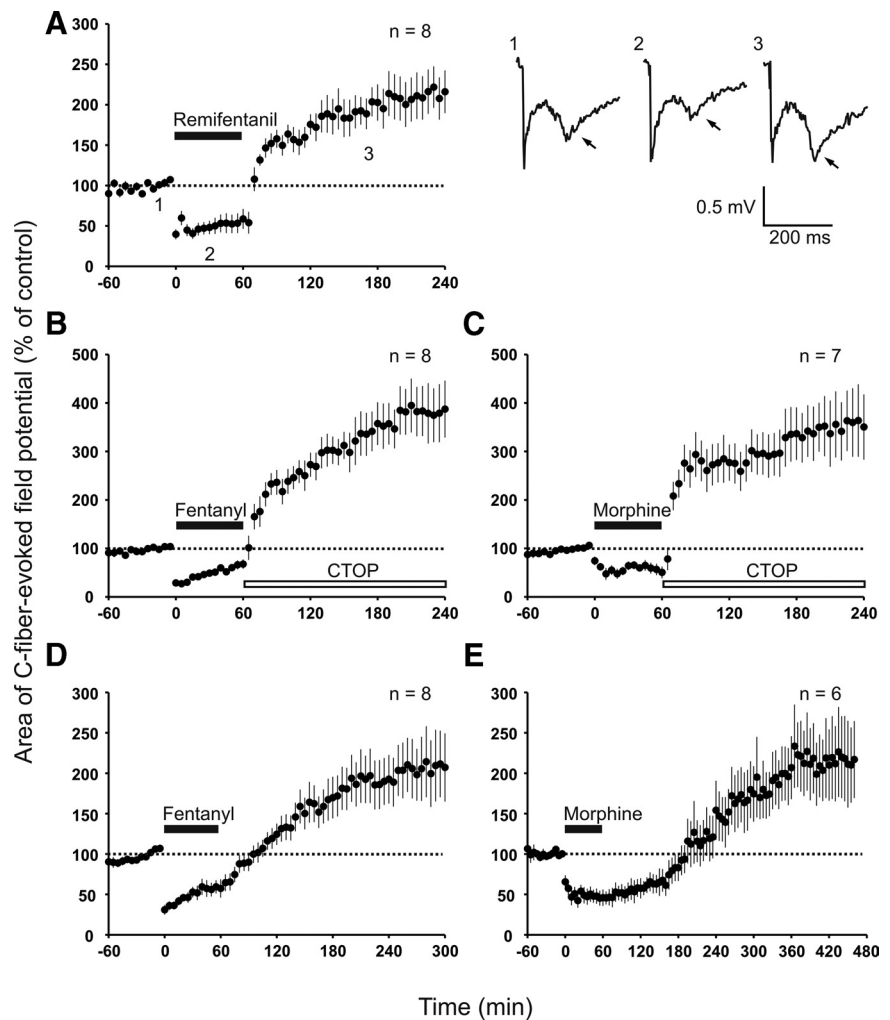 Area of C-fiber-evoked field potential (% of control)
A
n = 8
300
250
200
150
100
50
0
Remifentanil
1
2
3
-60 0 60 120 180 240
1 2 3
0.5 mV
200 ms
B
n = 8
500
400
300
200
100
0
Fentanyl
CTOP
-60 0 60 120 180 240
C
n = 7
500
400
300
200
100
0
Morphine
CTOP
-60 0 60 120 180 240
D
n = 8
300
250
200
150
100
50
0
Fentanyl
-60 0 60 120 180 240 300
E
n = 6
300
250
200
150
100
50
0
Morphine
-60 0 60 120 180 240 300 360 420 480
Time (min)